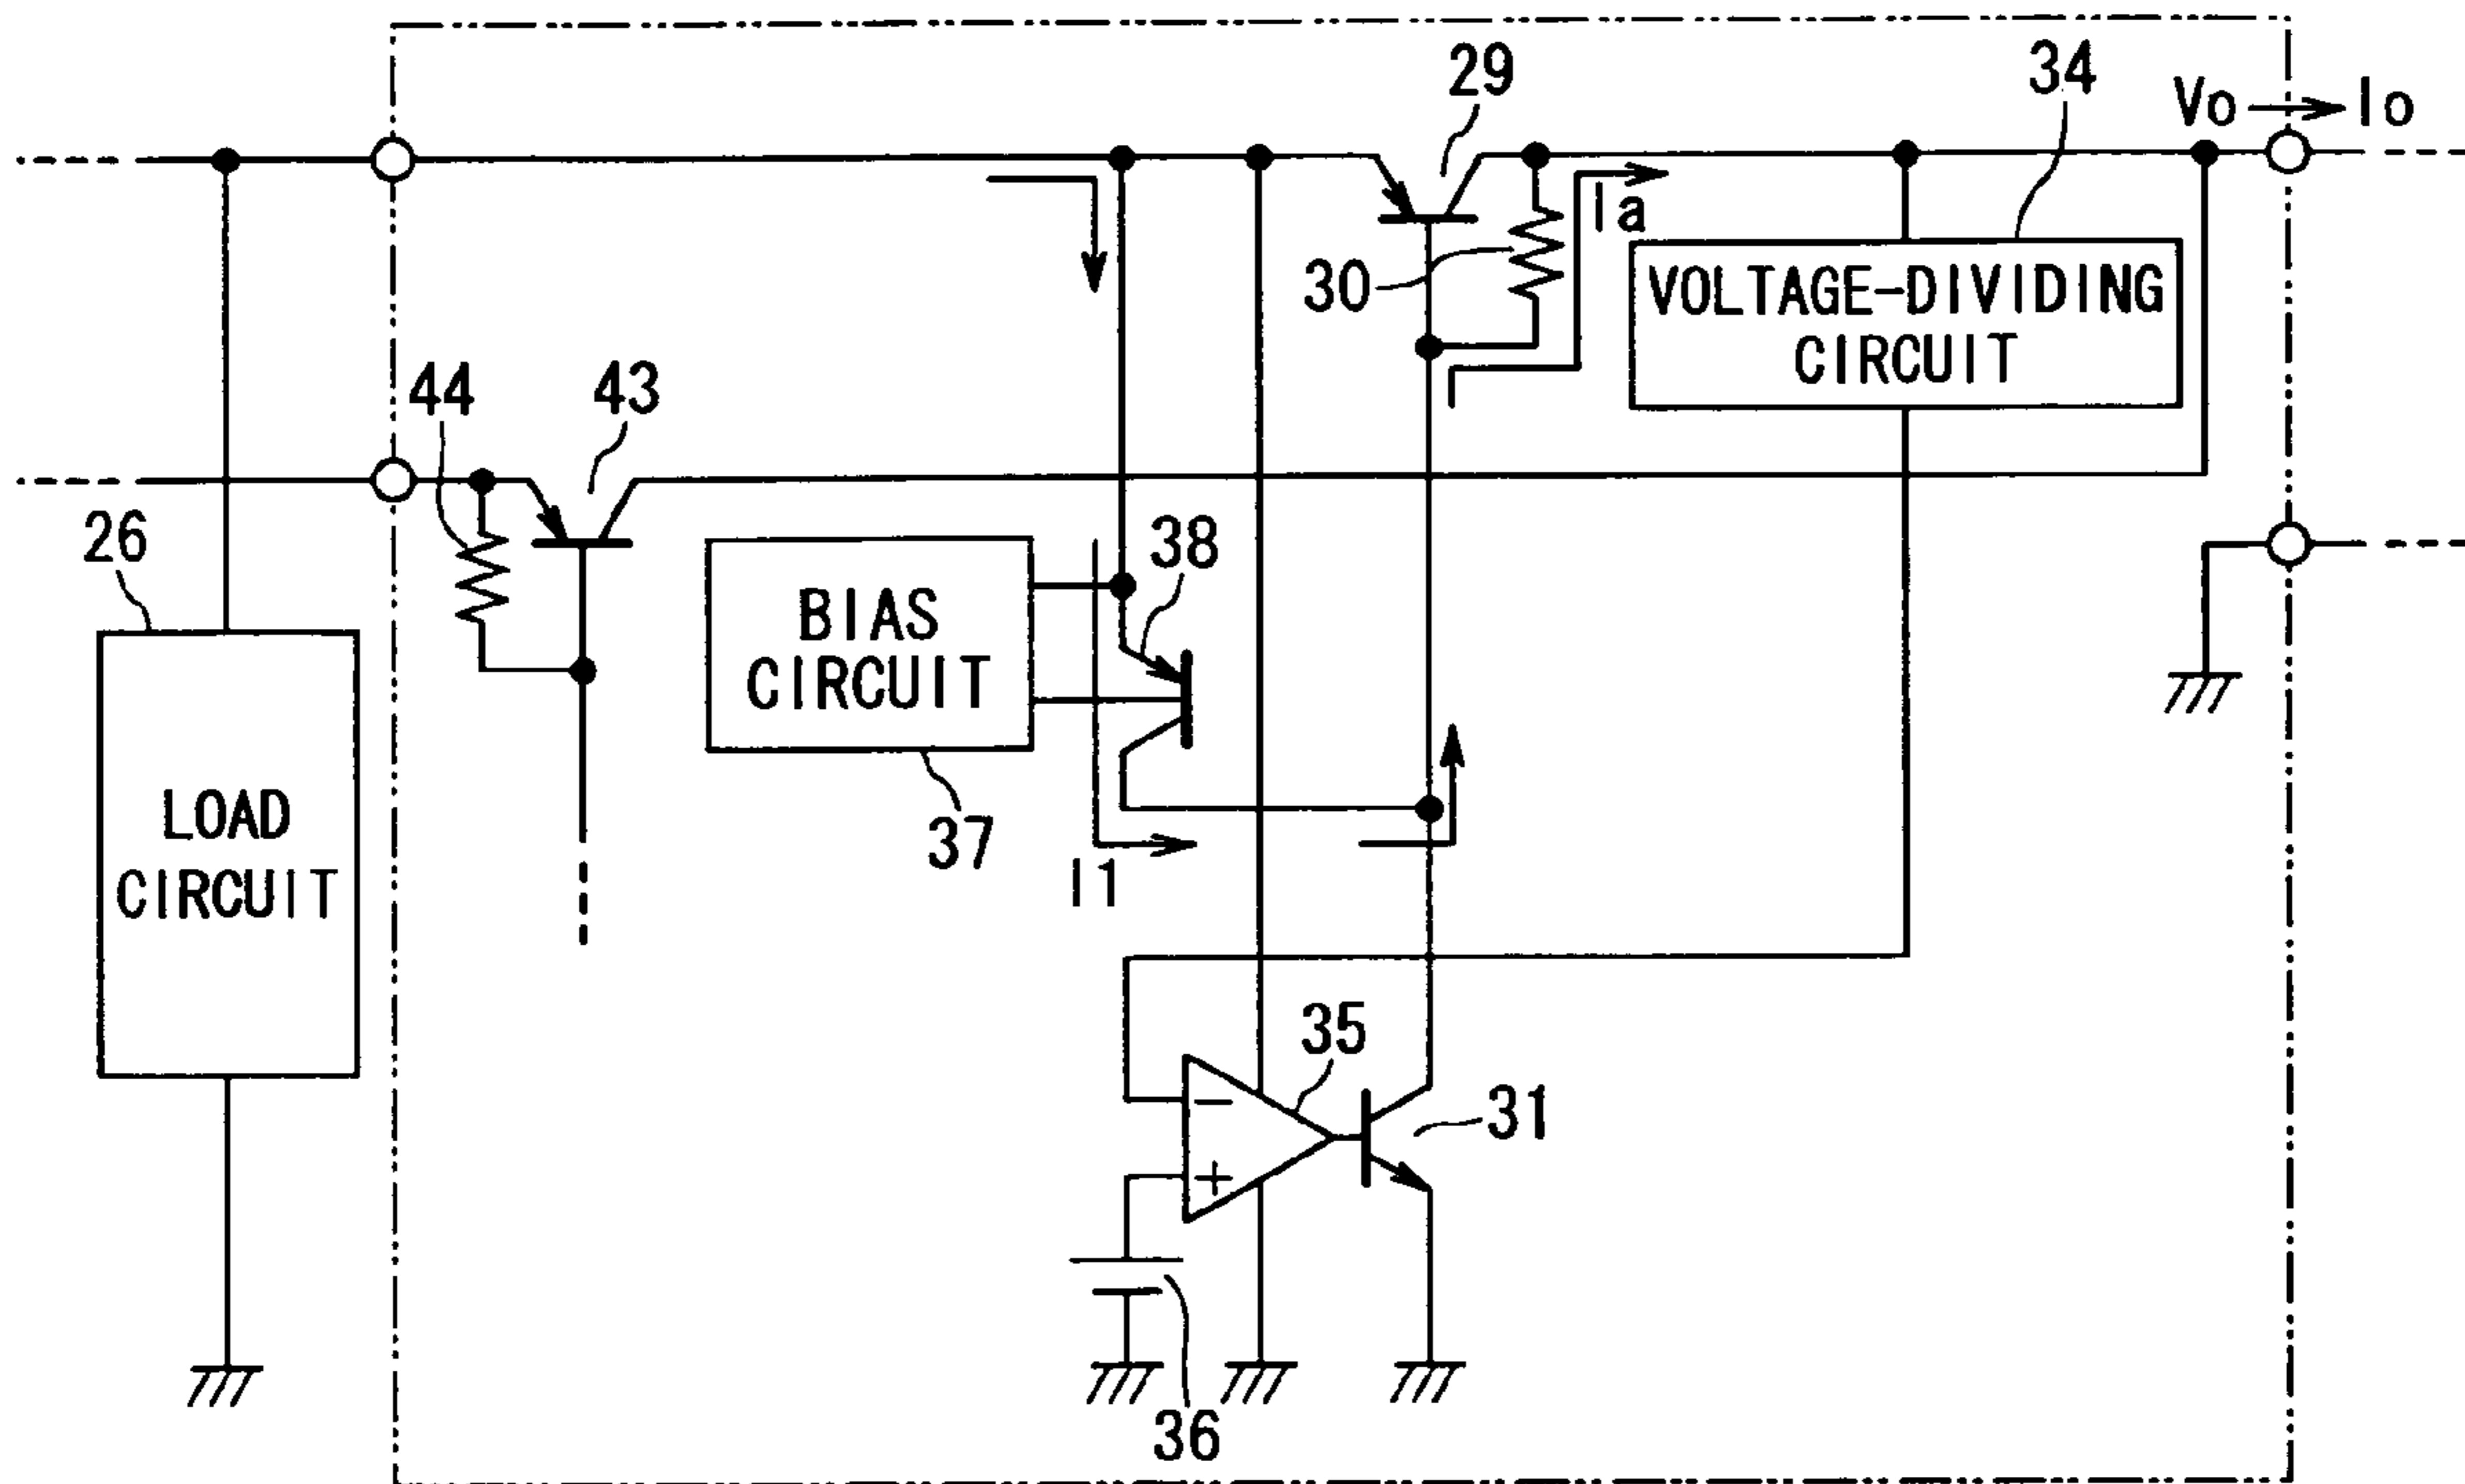 29
34
Vo
Io
Ia
30
VOLTAGE-DIVIDING
CIRCUIT
44
43
26
38
BIAS
CIRCUIT
LOAD
CIRCUIT
37
I1
35
−
31
+
36